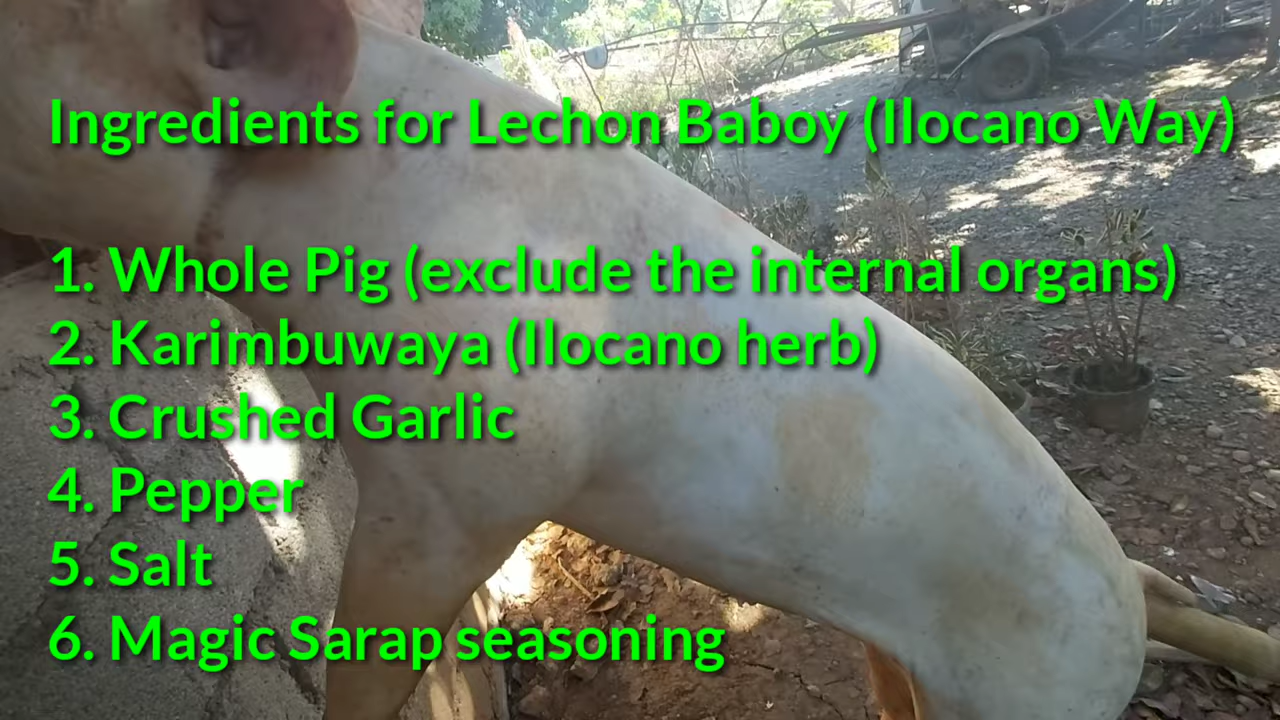 Ingredients for Lechon Baboy (Ilocano Way)
1. Whole Pig (exclude the internal organs)
2. Karimbuwaya (Ilocano herb)
3. Crushed Garlic
4. Pepper
5. Salt
6. Magic Sarap seasoning